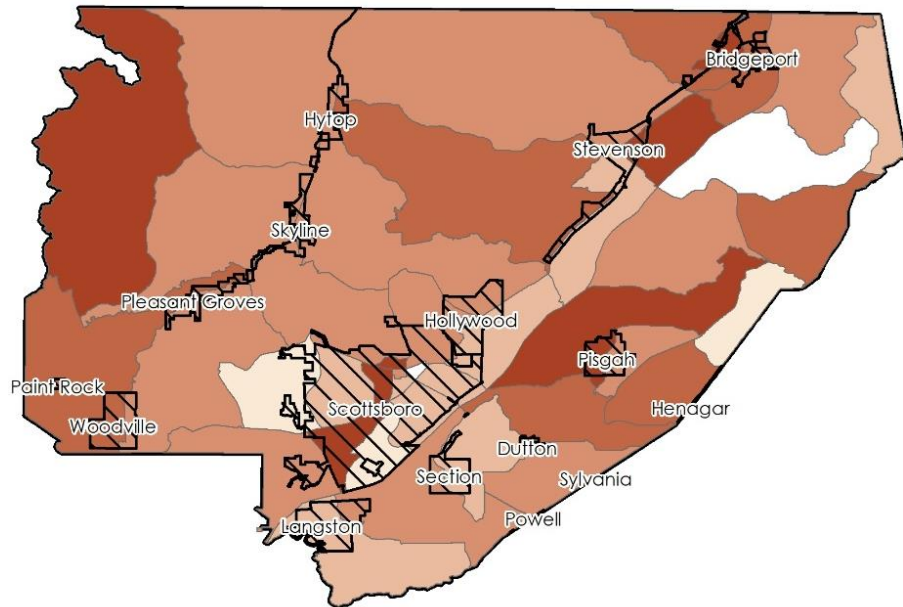 Bridgeport
Hytop
Stevenson
Skyline
Pleasant Groves
Hollywood
Pisgah
Paint Rock
Scottsboro
Henagar
Woodville
Dutton
Section
Sylvania
Powell
Langston